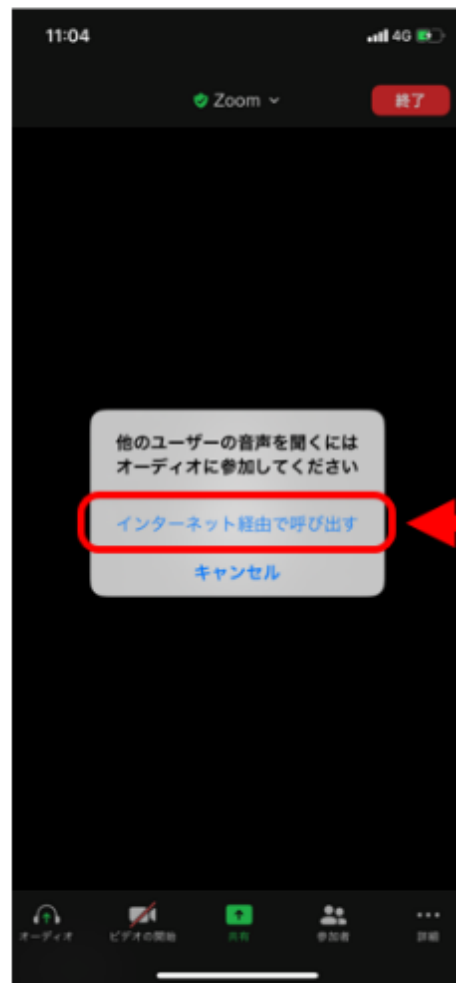 11:04
4G
Zoom
終了
他のユーザーの音声を聞くには
オーディオに参加してください
インターネット経由で呼び出す
キャンセル
オーディオ
ビデオの開始
共有
参加者
詳細